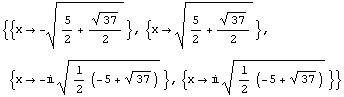 {{x→-√(5/2 + √37/2)}, {x→√(5/2 + √37/2)},
{x→-ⅈ√(1/2 (-5+√37))}, {x→ⅈ√(1/2 (-5+√37))}}